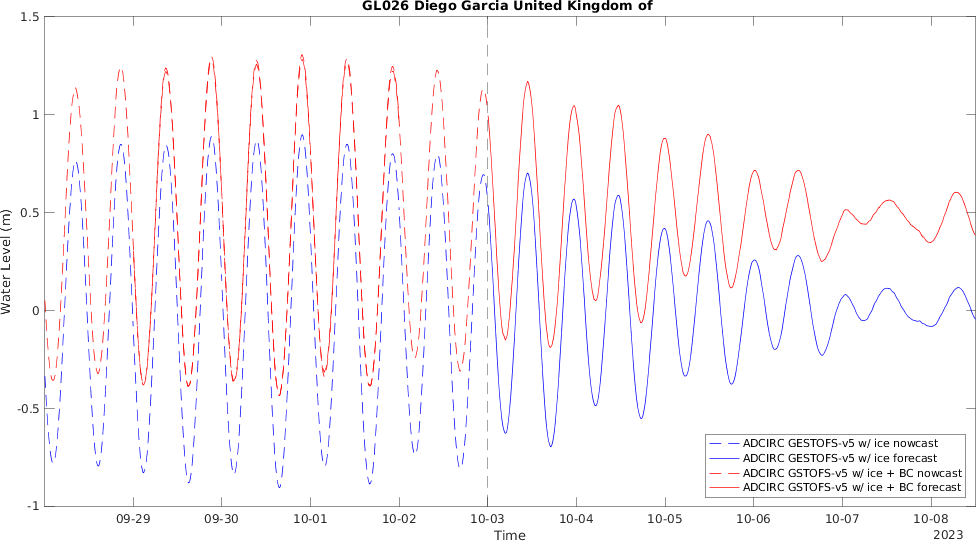 GL026 Diego Garcia United Kingdom of
1.5
1
0.5
0
-0.5
-1
Water Level (m)
ADCIRC GESTOFS-v5 w/ ice nowcast
ADCIRC GESTOFS-v5 w/ ice forecast
ADCIRC GSTOFS-v5 w/ ice + BC nowcast
ADCIRC GSTOFS-v5 w/ ice + BC forecast
09-29 09-30 10-01 10-02 10-03 10-04 10-05 10-06 10-07 10-08
Time
2023